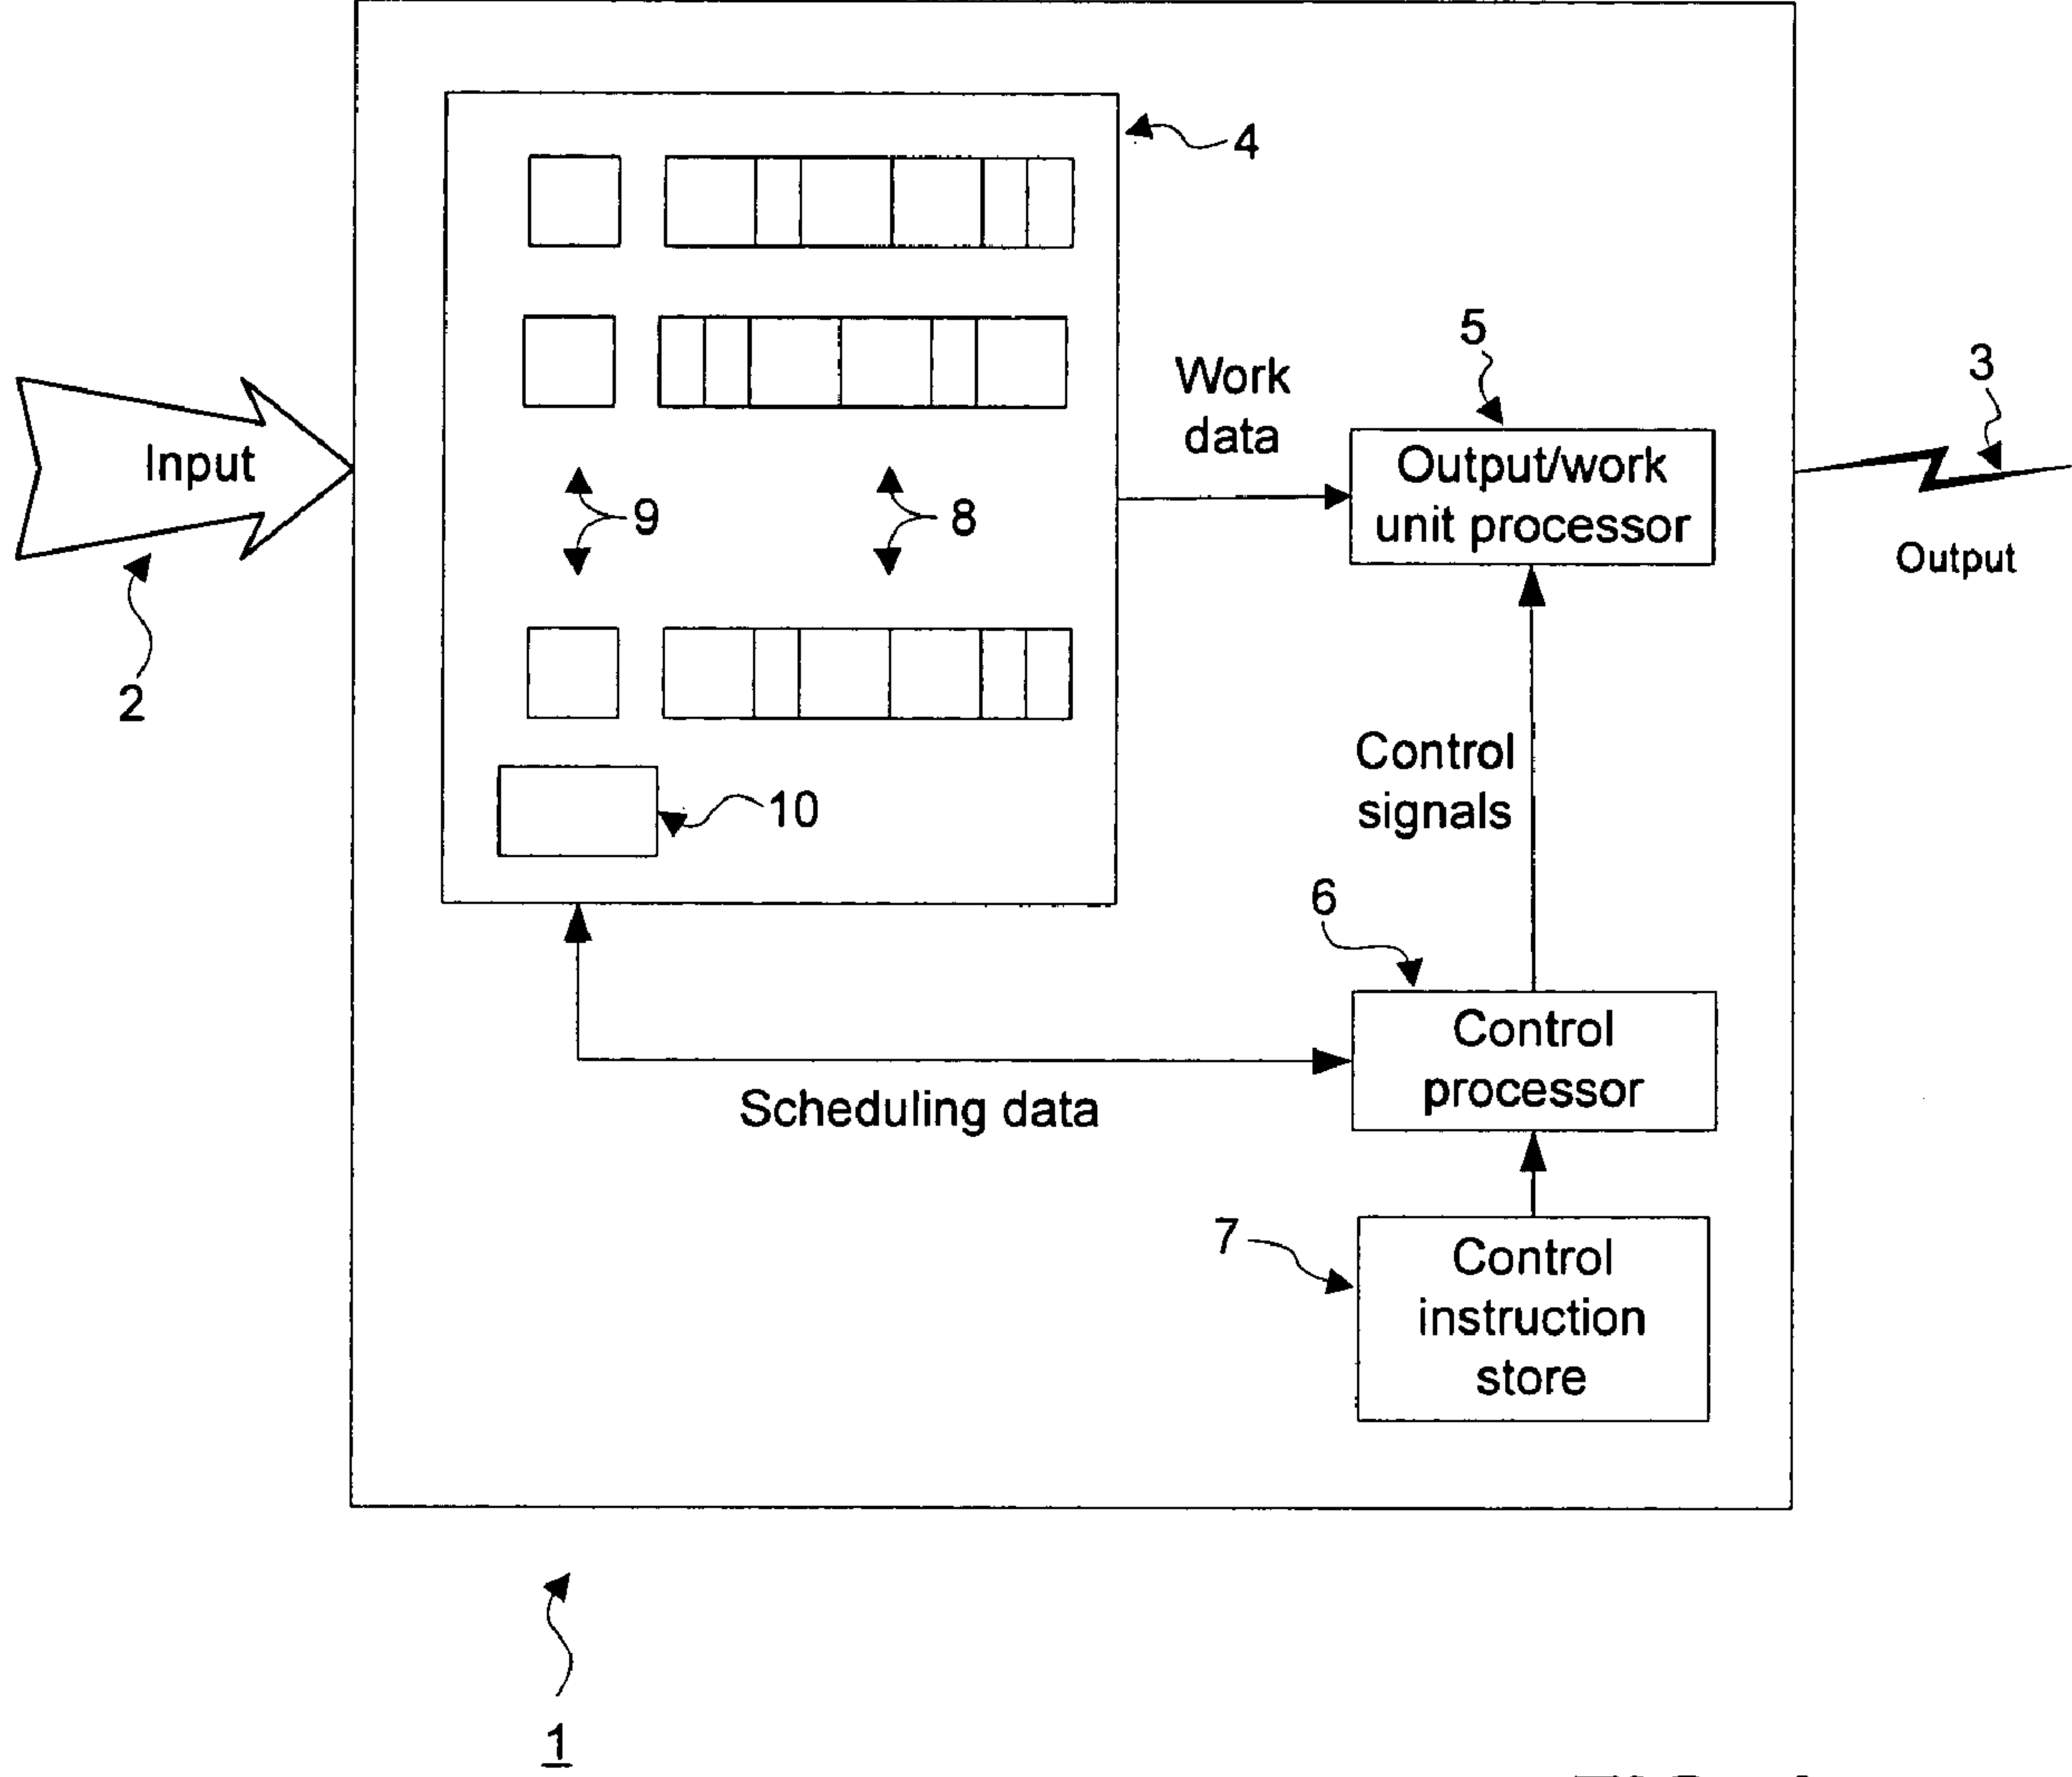 4
5
3
Work
data
Input
Output/work
unit processor
9
8
Output
2
Control
signals
10
6
Control
processor
Scheduling data
7
Control
instruction
store
1